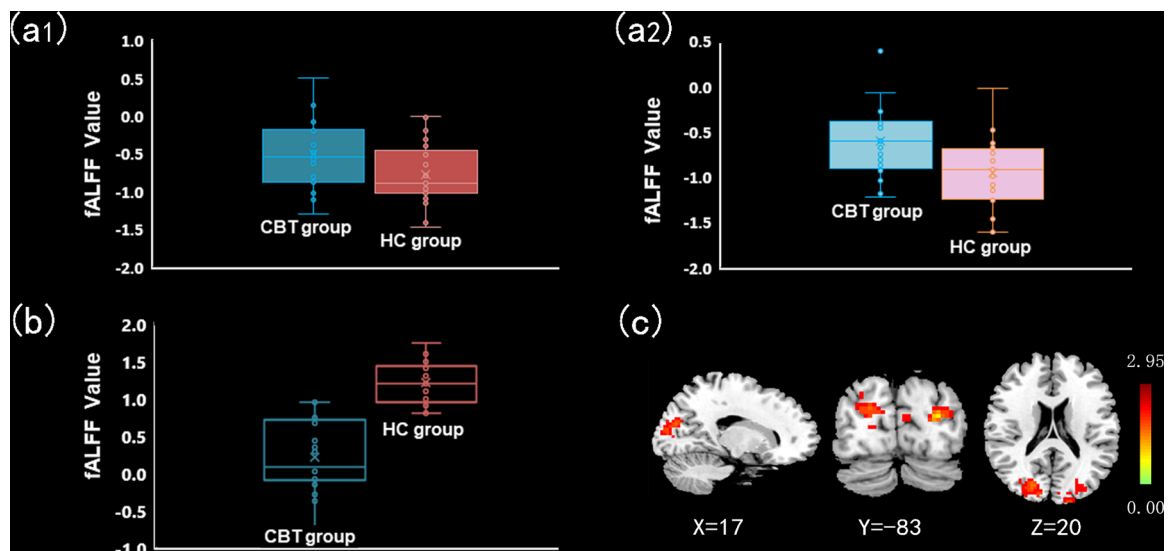 (a1)
fALFF Value
1.0
0.5
0.0
-0.5
-1.0
-1.5
-2.0
CBT group
HC group
(a2)
fALFF Value
0.5
0.0
-0.5
-1.0
-1.5
-2.0
CBT group
HC group
(b)
fALFF Value
2.0
1.5
1.0
0.5
0.0
-0.5
-1.0
CBT group
HC group
(c)
2.95
0.00
X=17
Y=-83
Z=20